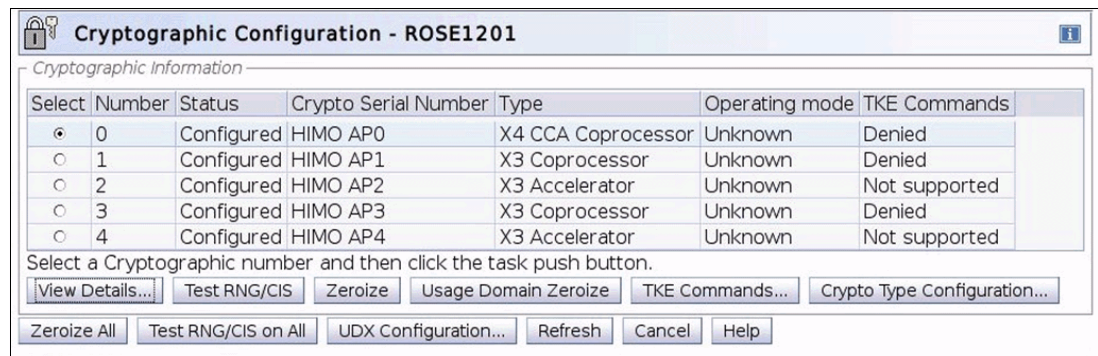 Cryptographic Configuration - ROSE1201
Cryptographic Information
Select Number Status Crypto Serial Number Type Operating mode TKE Commands
0 Configured HIMO AP0 X4 CCA Coprocessor Unknown Denied
1 Configured HIMO AP1 X3 Coprocessor Unknown Denied
2 Configured HIMO AP2 X3 Accelerator Unknown Not supported
3 Configured HIMO AP3 X3 Coprocessor Unknown Denied
4 Configured HIMO AP4 X3 Accelerator Unknown Not supported
Select a Cryptographic number and then click the task push button.
View Details... Test RNG/CIS Zeroize Usage Domain Zeroize TKE Commands... Crypto Type Configuration...
Zeroize All Test RNG/CIS on All UDX Configuration... Refresh Cancel Help